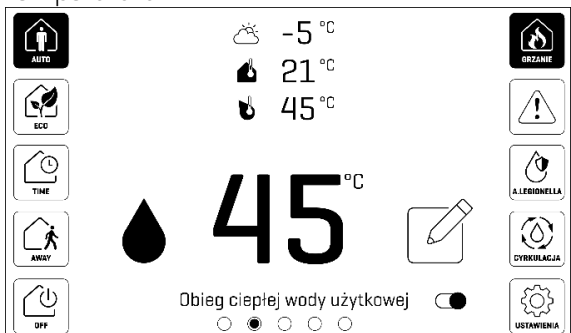 AUTO
ECO
TIME
AWAY
OFF
-5 °C
21 °C
45 °C
45 °C
Obieg ciepłej wody użytkowej
GRZANIE
A.LEGIONELLA
CYRKULACJA
USTAWIENIA